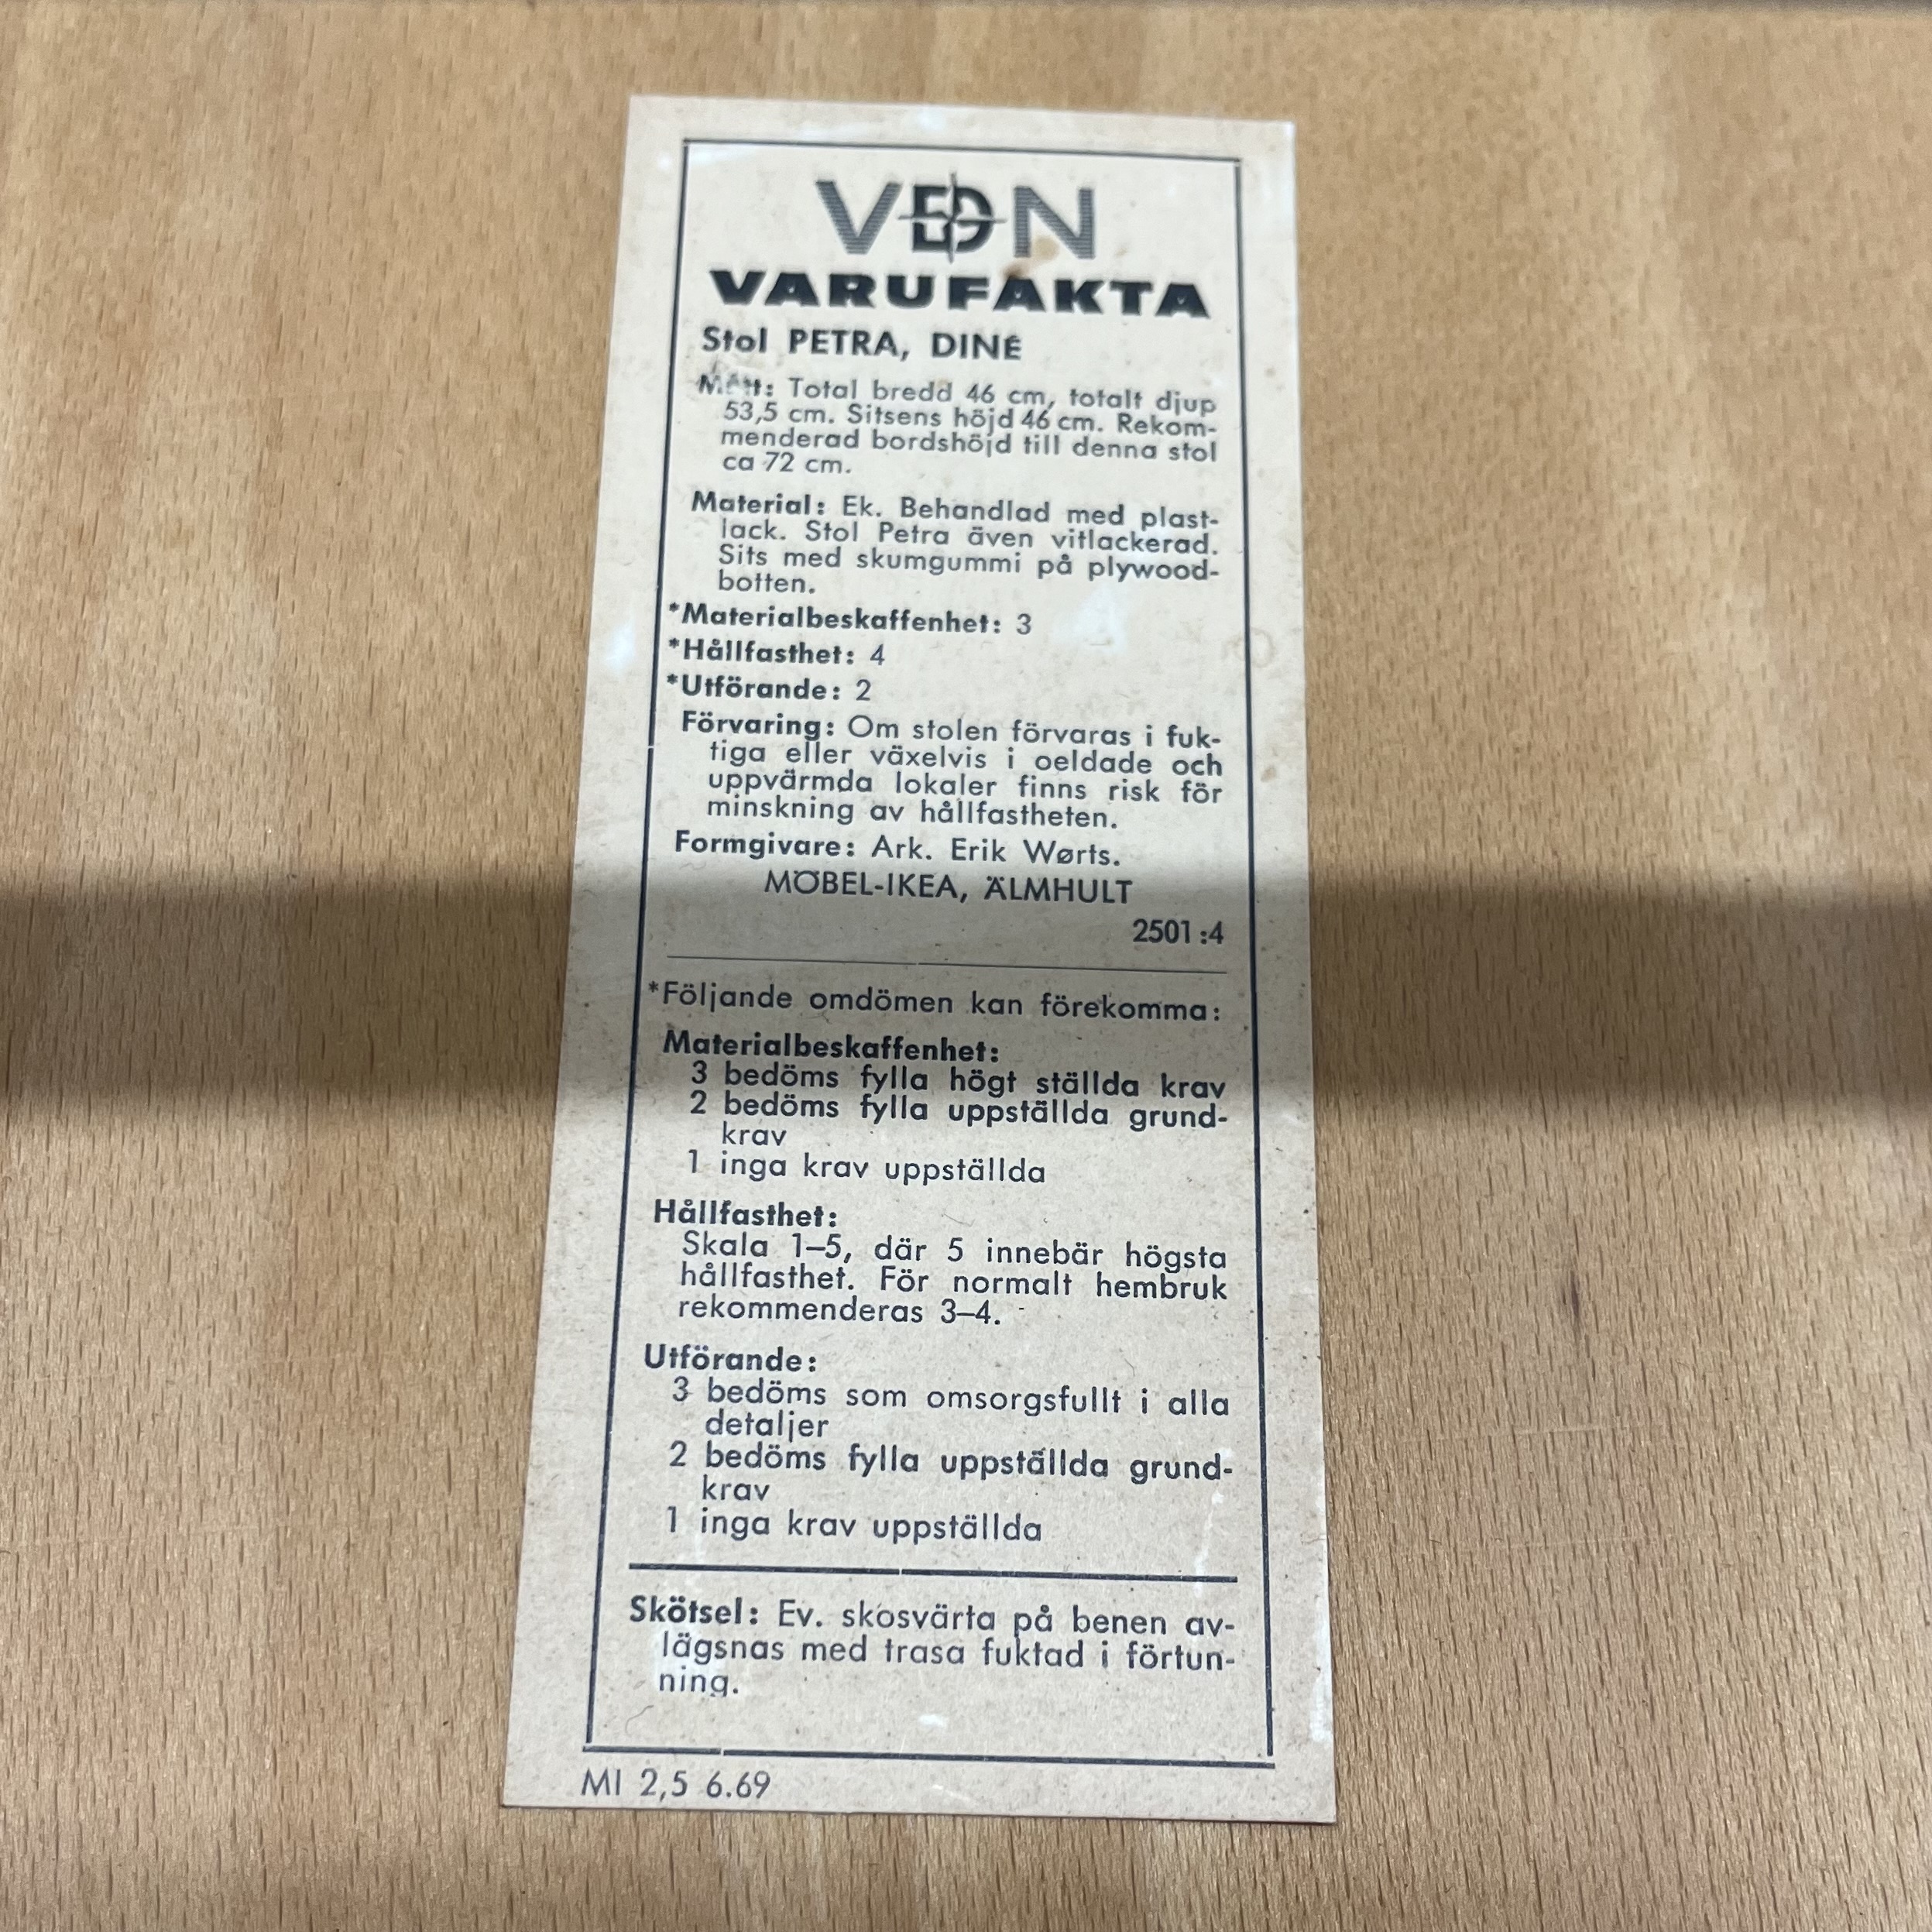 VDN
VARUFAKTA
Stol PETRA, DINÉ
Mått: Total bredd 46 cm, totalt djup
53,5 cm. Sitsens höjd 46 cm. Rekom-
menderad bordshöjd till denna stol
ca 72 cm.
Material: Ek. Behandlad med plast-
lack. Stol Petra även vitlackerad.
Sits med skumgummi på plywood-
botten.
*Materialbeskaffenhet: 3
*Hållfasthet: 4
*Utförande: 2
Förvaring: Om stolen förvaras i fuk-
tiga eller växelvis i oeldade och
uppvärmda lokaler finns risk för
minskning av hållfastheten.
Formgivare: Ark. Erik Wørts.
MÖBEL-IKEA, ÄLMHULT
2501:4
*Följande omdömen kan förekomma:
Materialbeskaffenhet:
3 bedöms fylla högt ställda krav
2 bedöms fylla uppställda grund-
krav
1 inga krav uppställda
Hållfasthet:
Skala 1–5, där 5 innebär högsta
hållfasthet. För normalt hembruk
rekommenderas 3–4.
Utförande:
3 bedöms som omsorgsfullt i alla
detaljer
2 bedöms fylla uppställda grund-
krav
1 inga krav uppställda
Skötsel: Ev. skosvärta på benen av-
lägsnas med trasa fuktad i förtun-
ning.
MI 2,5 6.69